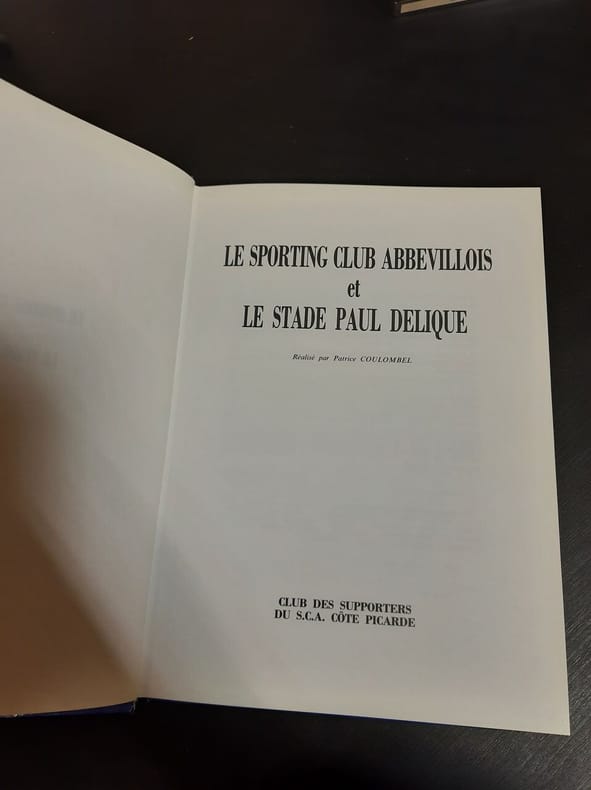 LE SPORTING CLUB ABBEVILLOIS
et
LE STADE PAUL DELIQUE
Réalisé par Patrice COULOMBEL
CLUB DES SUPPORTERS
DU S.C.A. CÔTE PICARDE